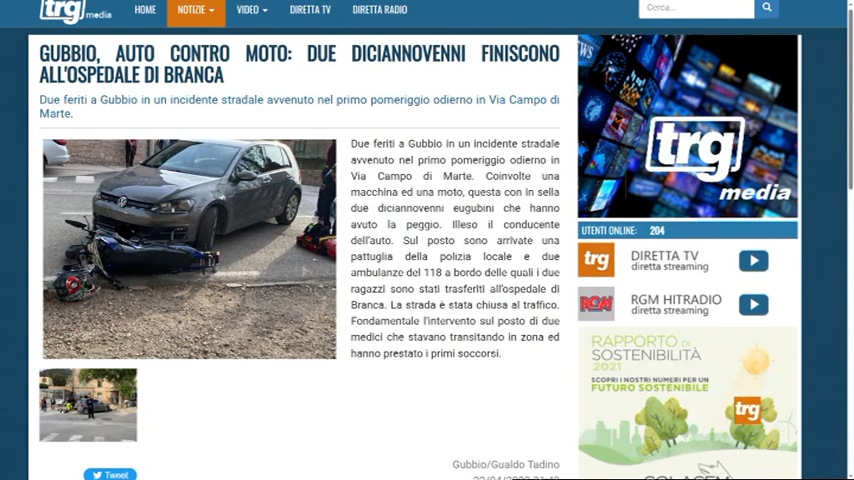 trg media
HOME
NOTIZIE
VIDEO
DIRETTA TV
DIRETTA RADIO
Cerca...
GUBBIO, AUTO CONTRO MOTO: DUE DICIANNOVENNI FINISCONO
ALL'OSPEDALE DI BRANCA
Due feriti a Gubbio in un incidente stradale avvenuto nel primo pomeriggio odierno in Via Campo di
Marte.
Due feriti a Gubbio in un incidente stradale
avvenuto nel primo pomeriggio odierno in
Via Campo di Marte. Coinvolte una
macchina ed una moto, questa con in sella
due diciannovenni eugubini che hanno
avuto la peggio. Illeso il conducente
dell'auto. Sul posto sono arrivate una
pattuglia della polizia locale e due
ambulanze del 118 a bordo delle quali i due
ragazzi sono stati trasferiti all'ospedale di
Branca. La strada è stata chiusa al traffico.
Fondamentale l'intervento sul posto di due
medici che stavano transitando in zona ed
hanno prestato i primi soccorsi.
Tweet
Gubbio/Gualdo Tadino
NEWS
trg
media
UTENTI ONLINE: 204
trg
DIRETTA TV
diretta streaming
RGM
RGM HITRADIO
diretta streaming
RAPPORTO DI
SOSTENIBILITÀ
2021
SCOPRI I NOSTRI NUMERI PER UN
FUTURO SOSTENIBILE
trg
COLACEM